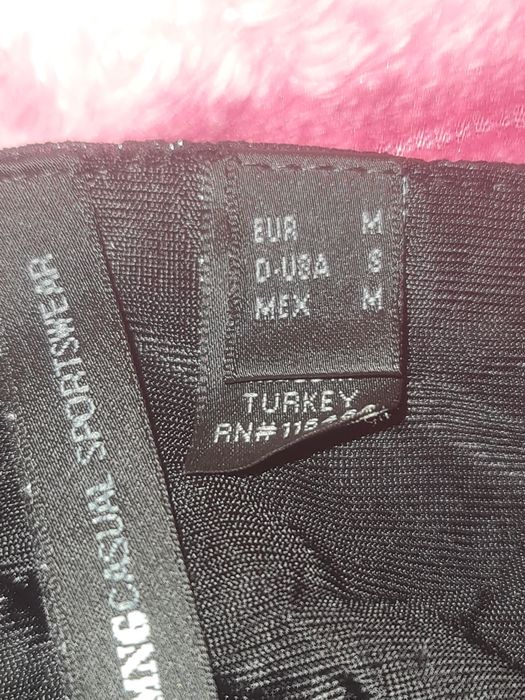 EUR M
D-USA S
MEX M
TURKEY
MNG CASUAL SPORTSWEAR